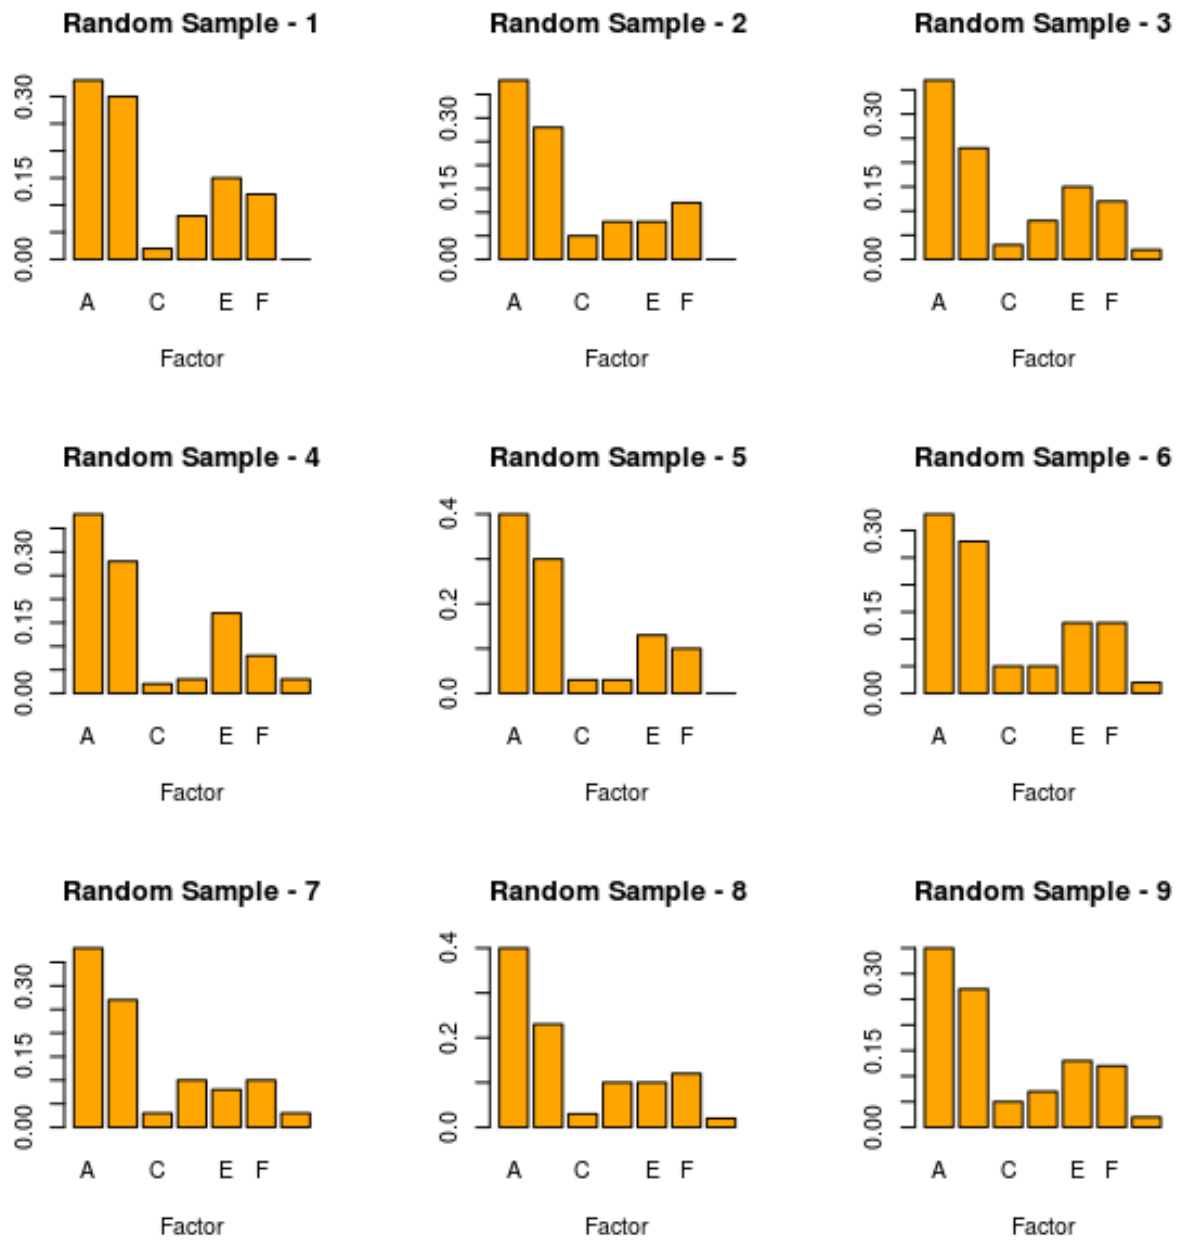 Random Sample - 1
0.00 0.15 0.30
A C E F
Factor
Random Sample - 2
0.00 0.15 0.30
A C E F
Factor
Random Sample - 3
0.00 0.15 0.30
A C E F
Factor
Random Sample - 4
0.00 0.15 0.30
A C E F
Factor
Random Sample - 5
0.0 0.2 0.4
A C E F
Factor
Random Sample - 6
0.00 0.15 0.30
A C E F
Factor
Random Sample - 7
0.00 0.15 0.30
A C E F
Factor
Random Sample - 8
0.0 0.2 0.4
A C E F
Factor
Random Sample - 9
0.00 0.15 0.30
A C E F
Factor